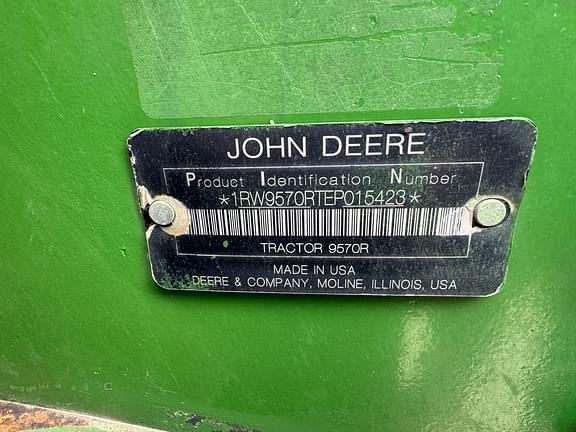 JOHN DEERE
Product Identification Number
*1RW9570RTEP015423*
TRACTOR 9570R
MADE IN USA
DEERE & COMPANY, MOLINE, ILLINOIS, USA